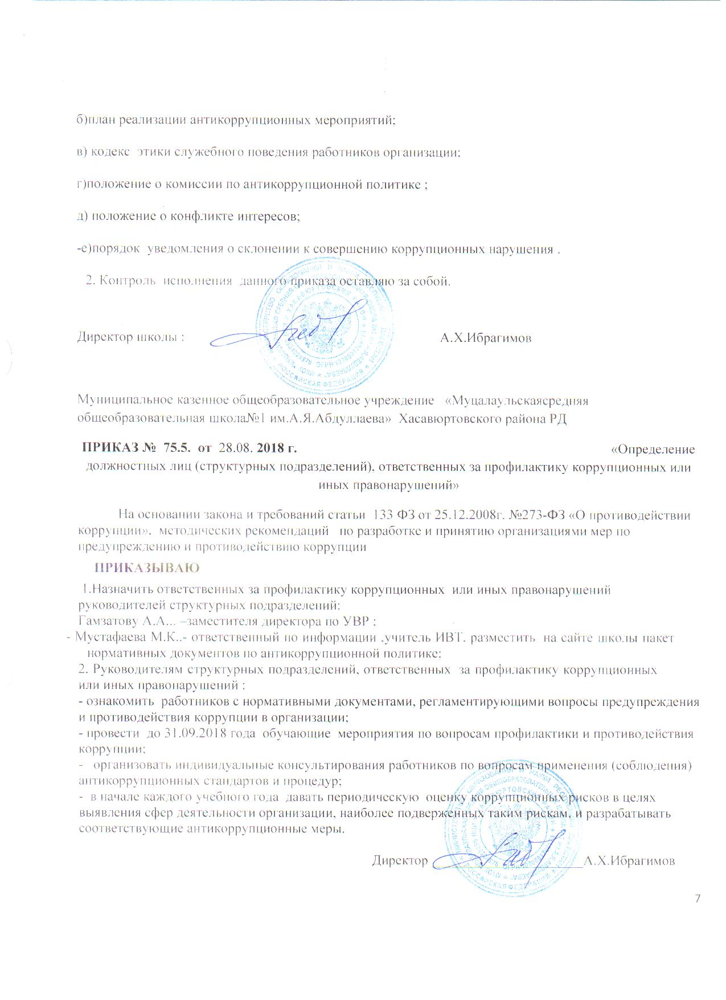 б)план реализации антикоррупционных мероприятий;
в) кодекс этики служебного поведения работников организации;
г)положение о комиссии по антикоррупционной политике ;
д) положение о конфликте интересов;
-е)порядок уведомления о склонении к совершению коррупционных нарушения .
2. Контроль исполнения данного приказа оставляю за собой.
Директор школы : А.Х.Ибрагимов
РОССИЙСКАЯ ФЕДЕРАЦИЯ
Муниципальное казенное общеобразовательное учреждение «Муцалаульскаясредняя
общеобразовательная школа№1 им.А.Я.Абдуллаева» Хасавюртовского района РД
ПРИКАЗ № 75.5. от 28.08. 2018 г. «Определение
должностных лиц (структурных подразделений), ответственных за профилактику коррупционных или
иных правонарушений»
На основании закона и требований статьи 133 ФЗ от 25.12.2008г. №273-ФЗ «О противодействии
коррупции», методических рекомендаций по разработке и принятию организациями мер по
предупреждению и противодействию коррупции
ПРИКАЗЫВАЮ
1.Назначить ответственных за профилактику коррупционных или иных правонарушений
руководителей структурных подразделений:
Гамзатову А.А... –заместителя директора по УВР ;
- Мустафаева М.К..- ответственный по информации .учитель ИВТ. разместить на сайте школы пакет
нормативных документов по антикоррупционной политике;
2. Руководителям структурных подразделений, ответственных за профилактику коррупционных
или иных правонарушений :
- ознакомить работников с нормативными документами, регламентирующими вопросы предупреждения
и противодействия коррупции в организации;
- провести до 31.09.2018 года обучающие мероприятия по вопросам профилактики и противодействия
коррупции;
- организовать индивидуальные консультирования работников по вопросам применения (соблюдения)
антикоррупционных стандартов и процедур;
- в начале каждого учебного года давать периодическую оценку коррупционных рисков в целях
выявления сфер деятельности организации, наиболее подверженных таким рискам, и разрабатывать
соответствующие антикоррупционные меры.
Директор А.Х.Ибрагимов
РОССИЙСКАЯ ФЕДЕРАЦИЯ
7